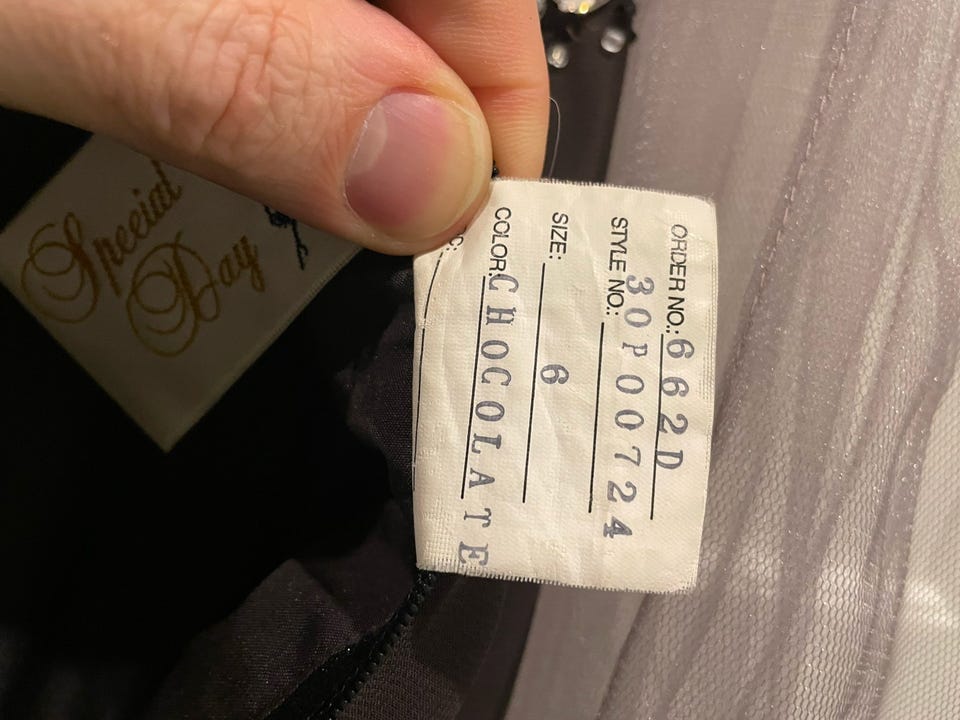 Special
Day
ORDER NO.: 662D
STYLE NO.: 30P00724
SIZE: 6
COLOR: CHOCOLATE
C: